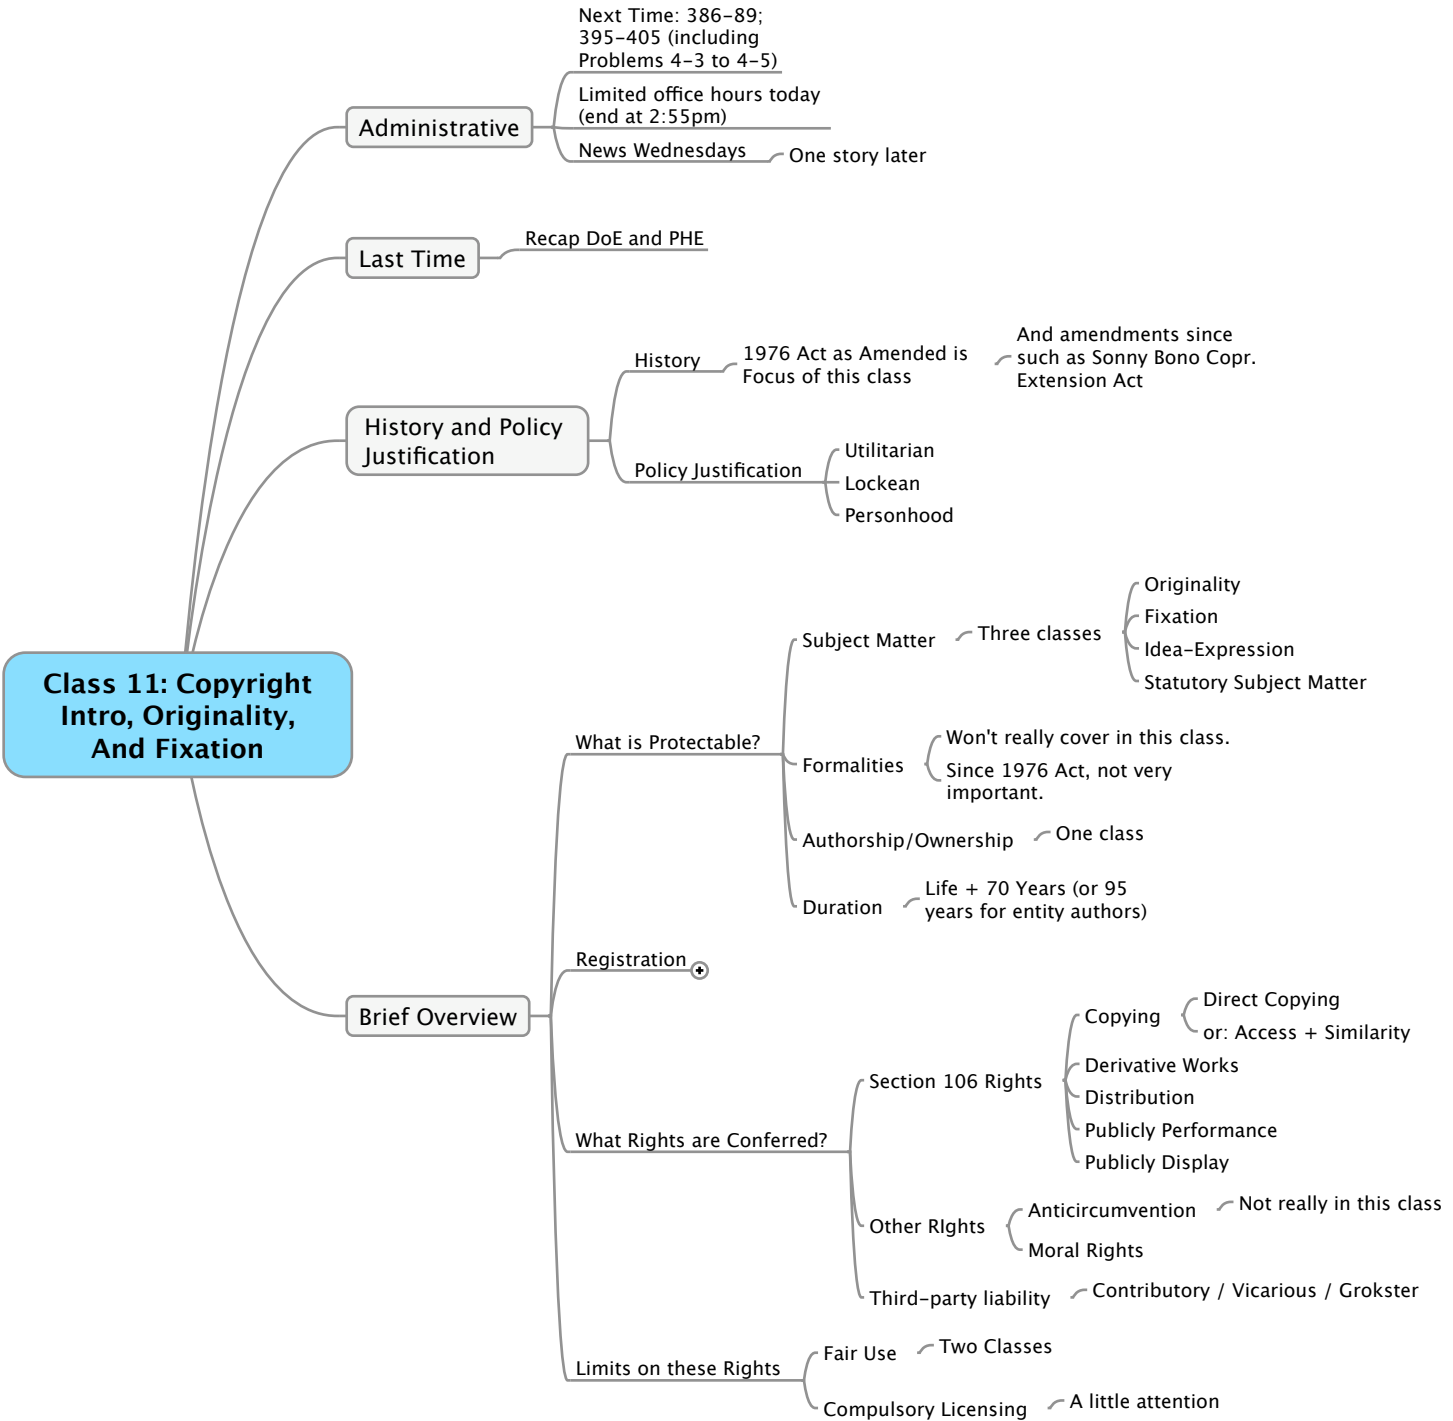 Next Time: 386-89;
395-405 (including
Problems 4-3 to 4-5)
Limited office hours today
(end at 2:55pm)
Administrative
News Wednesdays
One story later
Recap DoE and PHE
Last Time
And amendments since
such as Sonny Bono Copr.
Extension Act
1976 Act as Amended is
Focus of this class
History
History and Policy
Justification
Utilitarian
Policy Justification
Lockean
Personhood
Class 11: Copyright
Intro, Originality,
And Fixation
Originality
Fixation
Subject Matter
Three classes
Idea-Expression
Statutory Subject Matter
What is Protectable?
Won't really cover in this class.
Formalities
Since 1976 Act, not very
important.
Authorship/Ownership
One class
Duration
Life + 70 Years (or 95
years for entity authors)
Registration
Brief Overview
Direct Copying
Copying
or: Access + Similarity
Section 106 Rights
Derivative Works
Distribution
Publicly Performance
Publicly Display
What Rights are Conferred?
Anticircumvention
Not really in this class
Other RIghts
Moral Rights
Third-party liability
Contributory / Vicarious / Grokster
Limits on these Rights
Fair Use
Two Classes
Compulsory Licensing
A little attention